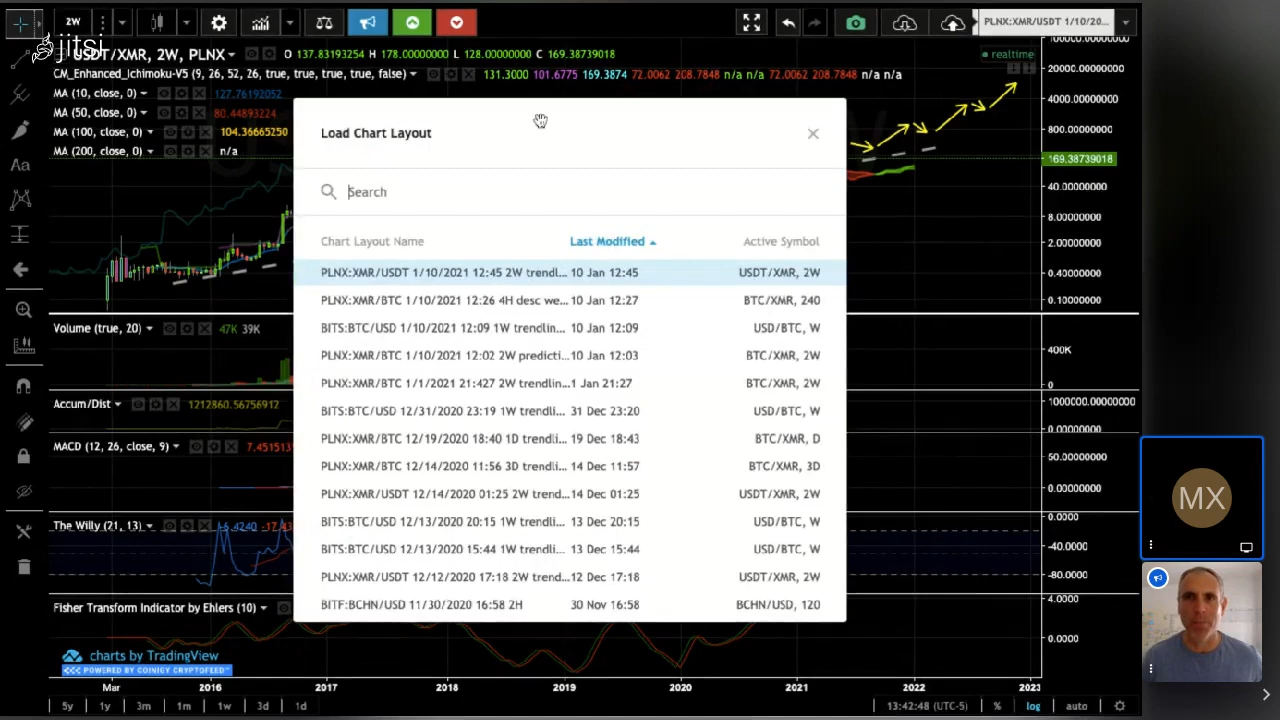 2W
PLNX:XMR/USDT 1/10/20...
jitsi
USDT/XMR, 2W, PLNX
O 137.83193254 H 178.00000000 L 128.00000000 C 169.38739018
realtime
CM_Enhanced_Ichimoku-V5 (9, 26, 52, 26, true, true, true, true, false)
131.3000 101.6775 169.3874 72.0062 208.7848 n/a n/a 72.0062 208.7848 n/a n/a
MA (10, close, 0) 127.76192052
MA (50, close, 0) 80.44893224
MA (100, close, 0) 104.36665250
MA (200, close, 0) n/a
Aa
Load Chart Layout
Search
Chart Layout Name Last Modified Active Symbol
PLNX:XMR/USDT 1/10/2021 12:45 2W trendl... 10 Jan 12:45 USDT/XMR, 2W
PLNX:XMR/BTC 1/10/2021 12:26 4H desc we... 10 Jan 12:27 BTC/XMR, 240
BITS:BTC/USD 1/10/2021 12:09 1W trendlin... 10 Jan 12:09 USD/BTC, W
PLNX:XMR/BTC 1/10/2021 12:02 2W predicti... 10 Jan 12:03 BTC/XMR, 2W
PLNX:XMR/BTC 1/1/2021 21:427 2W trendlin... 1 Jan 21:27 BTC/XMR, 2W
BITS:BTC/USD 12/31/2020 23:19 1W trendli... 31 Dec 23:20 USD/BTC, W
PLNX:XMR/BTC 12/19/2020 18:40 1D trendli... 19 Dec 18:43 BTC/XMR, D
PLNX:XMR/BTC 12/14/2020 11:56 3D trendli... 14 Dec 11:57 BTC/XMR, 3D
PLNX:XMR/USDT 12/14/2020 01:25 2W trend... 14 Dec 01:25 USDT/XMR, 2W
BITS:BTC/USD 12/13/2020 20:15 1W trendli... 13 Dec 20:15 USD/BTC, W
BITS:BTC/USD 12/13/2020 15:44 1W trendli... 13 Dec 15:44 USD/BTC, W
PLNX:XMR/USDT 12/12/2020 17:18 2W trend... 12 Dec 17:18 USDT/XMR, 2W
BITF:BCHN/USD 11/30/2020 16:58 2H 30 Nov 16:58 BCHN/USD, 120
20000.00000000
4000.00000000
800.00000000
169.38739018
40.00000000
8.00000000
2.00000000
0.40000000
0.10000000
Volume (true, 20) 47K 39K
400K
0
Accum/Dist 1212860.56756912
1000000.00000000
0.00000000
MACD (12, 26, close, 9) 7.451513
50.00000000
0.00000000
The Willy (21, 13) -17.43
0.0000
-40.0000
-80.0000
Fisher Transform Indicator by Ehlers (10)
4.0000
0.0000
MX
charts by TradingView
<<< POWERED BY COINIGY CRYPTOFEED
Mar 2016 2017 2018 2019 2020 2021 2022 2023
5y 1y 3m 1m 1w 3d 1d
13:42:48 (UTC-5) % log auto